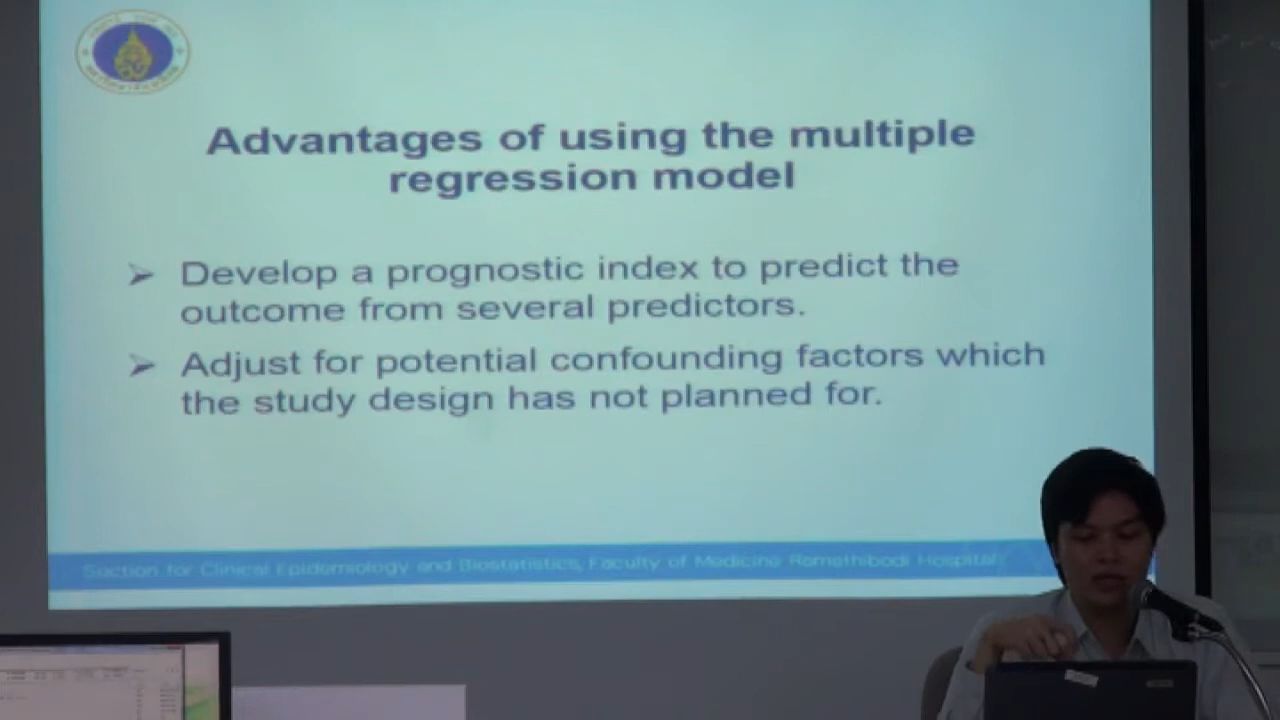 Advantages of using the multiple
regression model
➢ Develop a prognostic index to predict the
outcome from several predictors.
➢ Adjust for potential confounding factors which
the study design has not planned for.
Section for Clinical Epidemiology and Biostatistics, Faculty of Medicine Ramathibodi Hospital